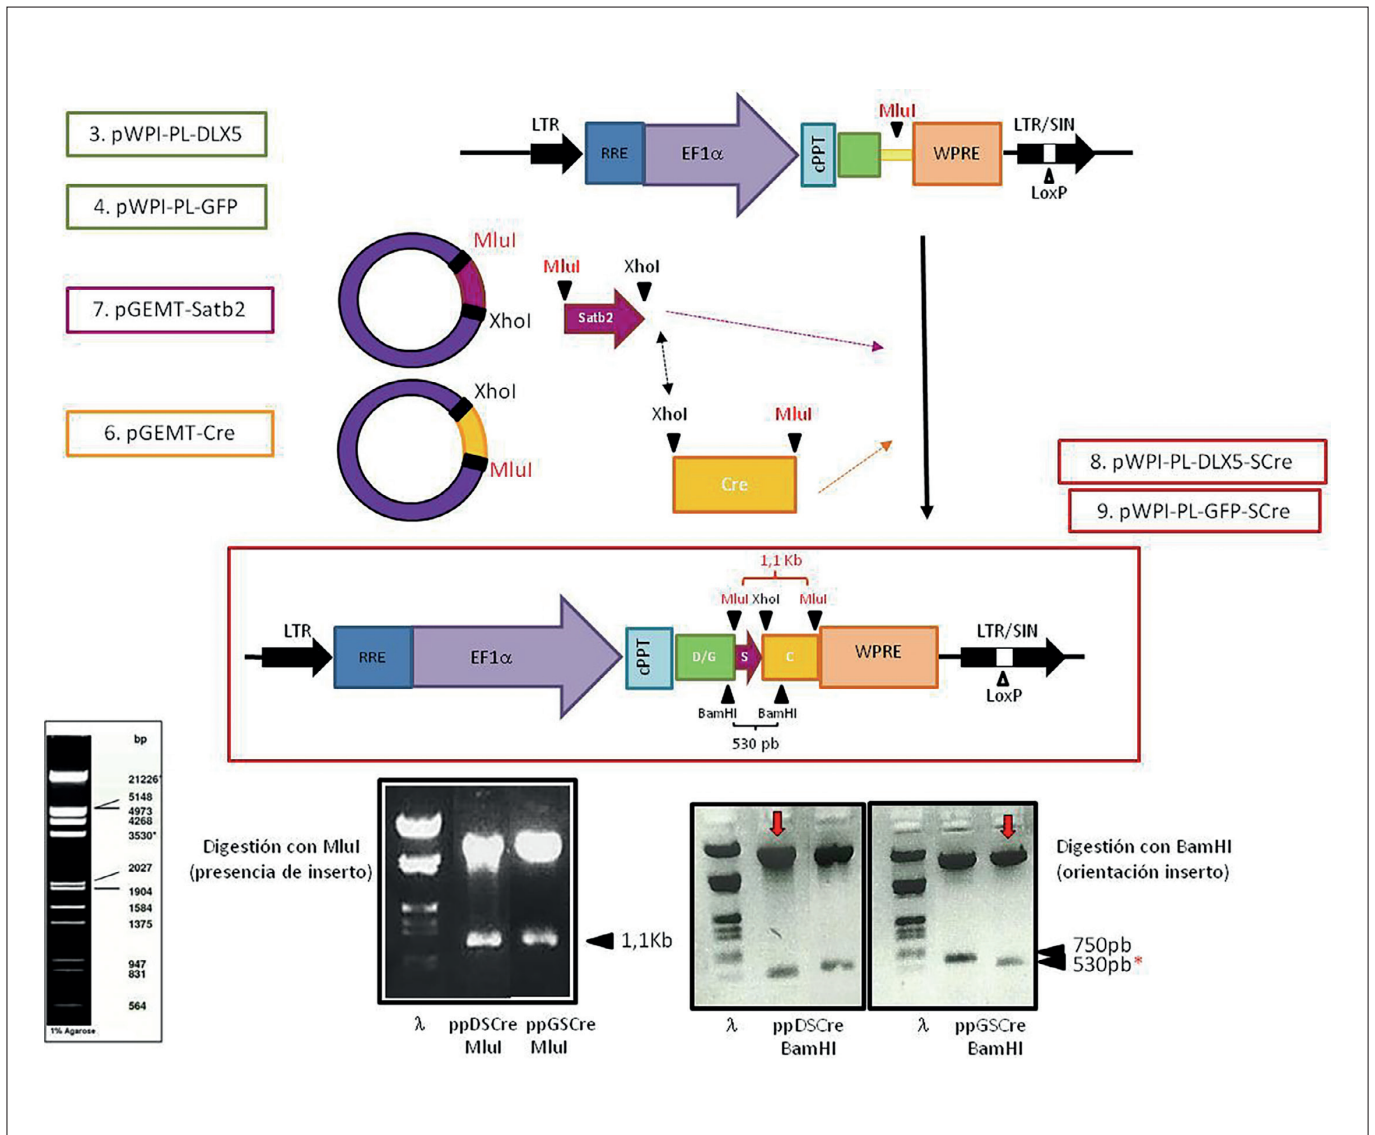 3. pWPI-PL-DLX5
4. pWPI-PL-GFP
7. pGEMT-Satb2
6. pGEMT-Cre
LTR
RRE
EF1α
cPPT
MluI
WPRE
LTR/SIN
LoxP
MluI
XhoI
MluI
XhoI
Satb2
XhoI
MluI
XhoI
MluI
Cre
8. pWPI-PL-DLX5-SCre
9. pWPI-PL-GFP-SCre
1,1 Kb
MluI XhoI MluI
LTR
RRE
EF1α
cPPT
D/G
S
C
WPRE
LTR/SIN
LoxP
BamHI BamHI
530 pb
bp
21226*
5148
4973
4268
3530*
2027
1904
1584
1375
947
831
564
1% Agarose
Digestión con MluI
(presencia de inserto)
1,1Kb
λ ppDSCre ppGSCre
MluI MluI
Digestión con BamHI
(orientación inserto)
750pb
530pb*
λ ppDSCre
BamHI
λ ppGSCre
BamHI